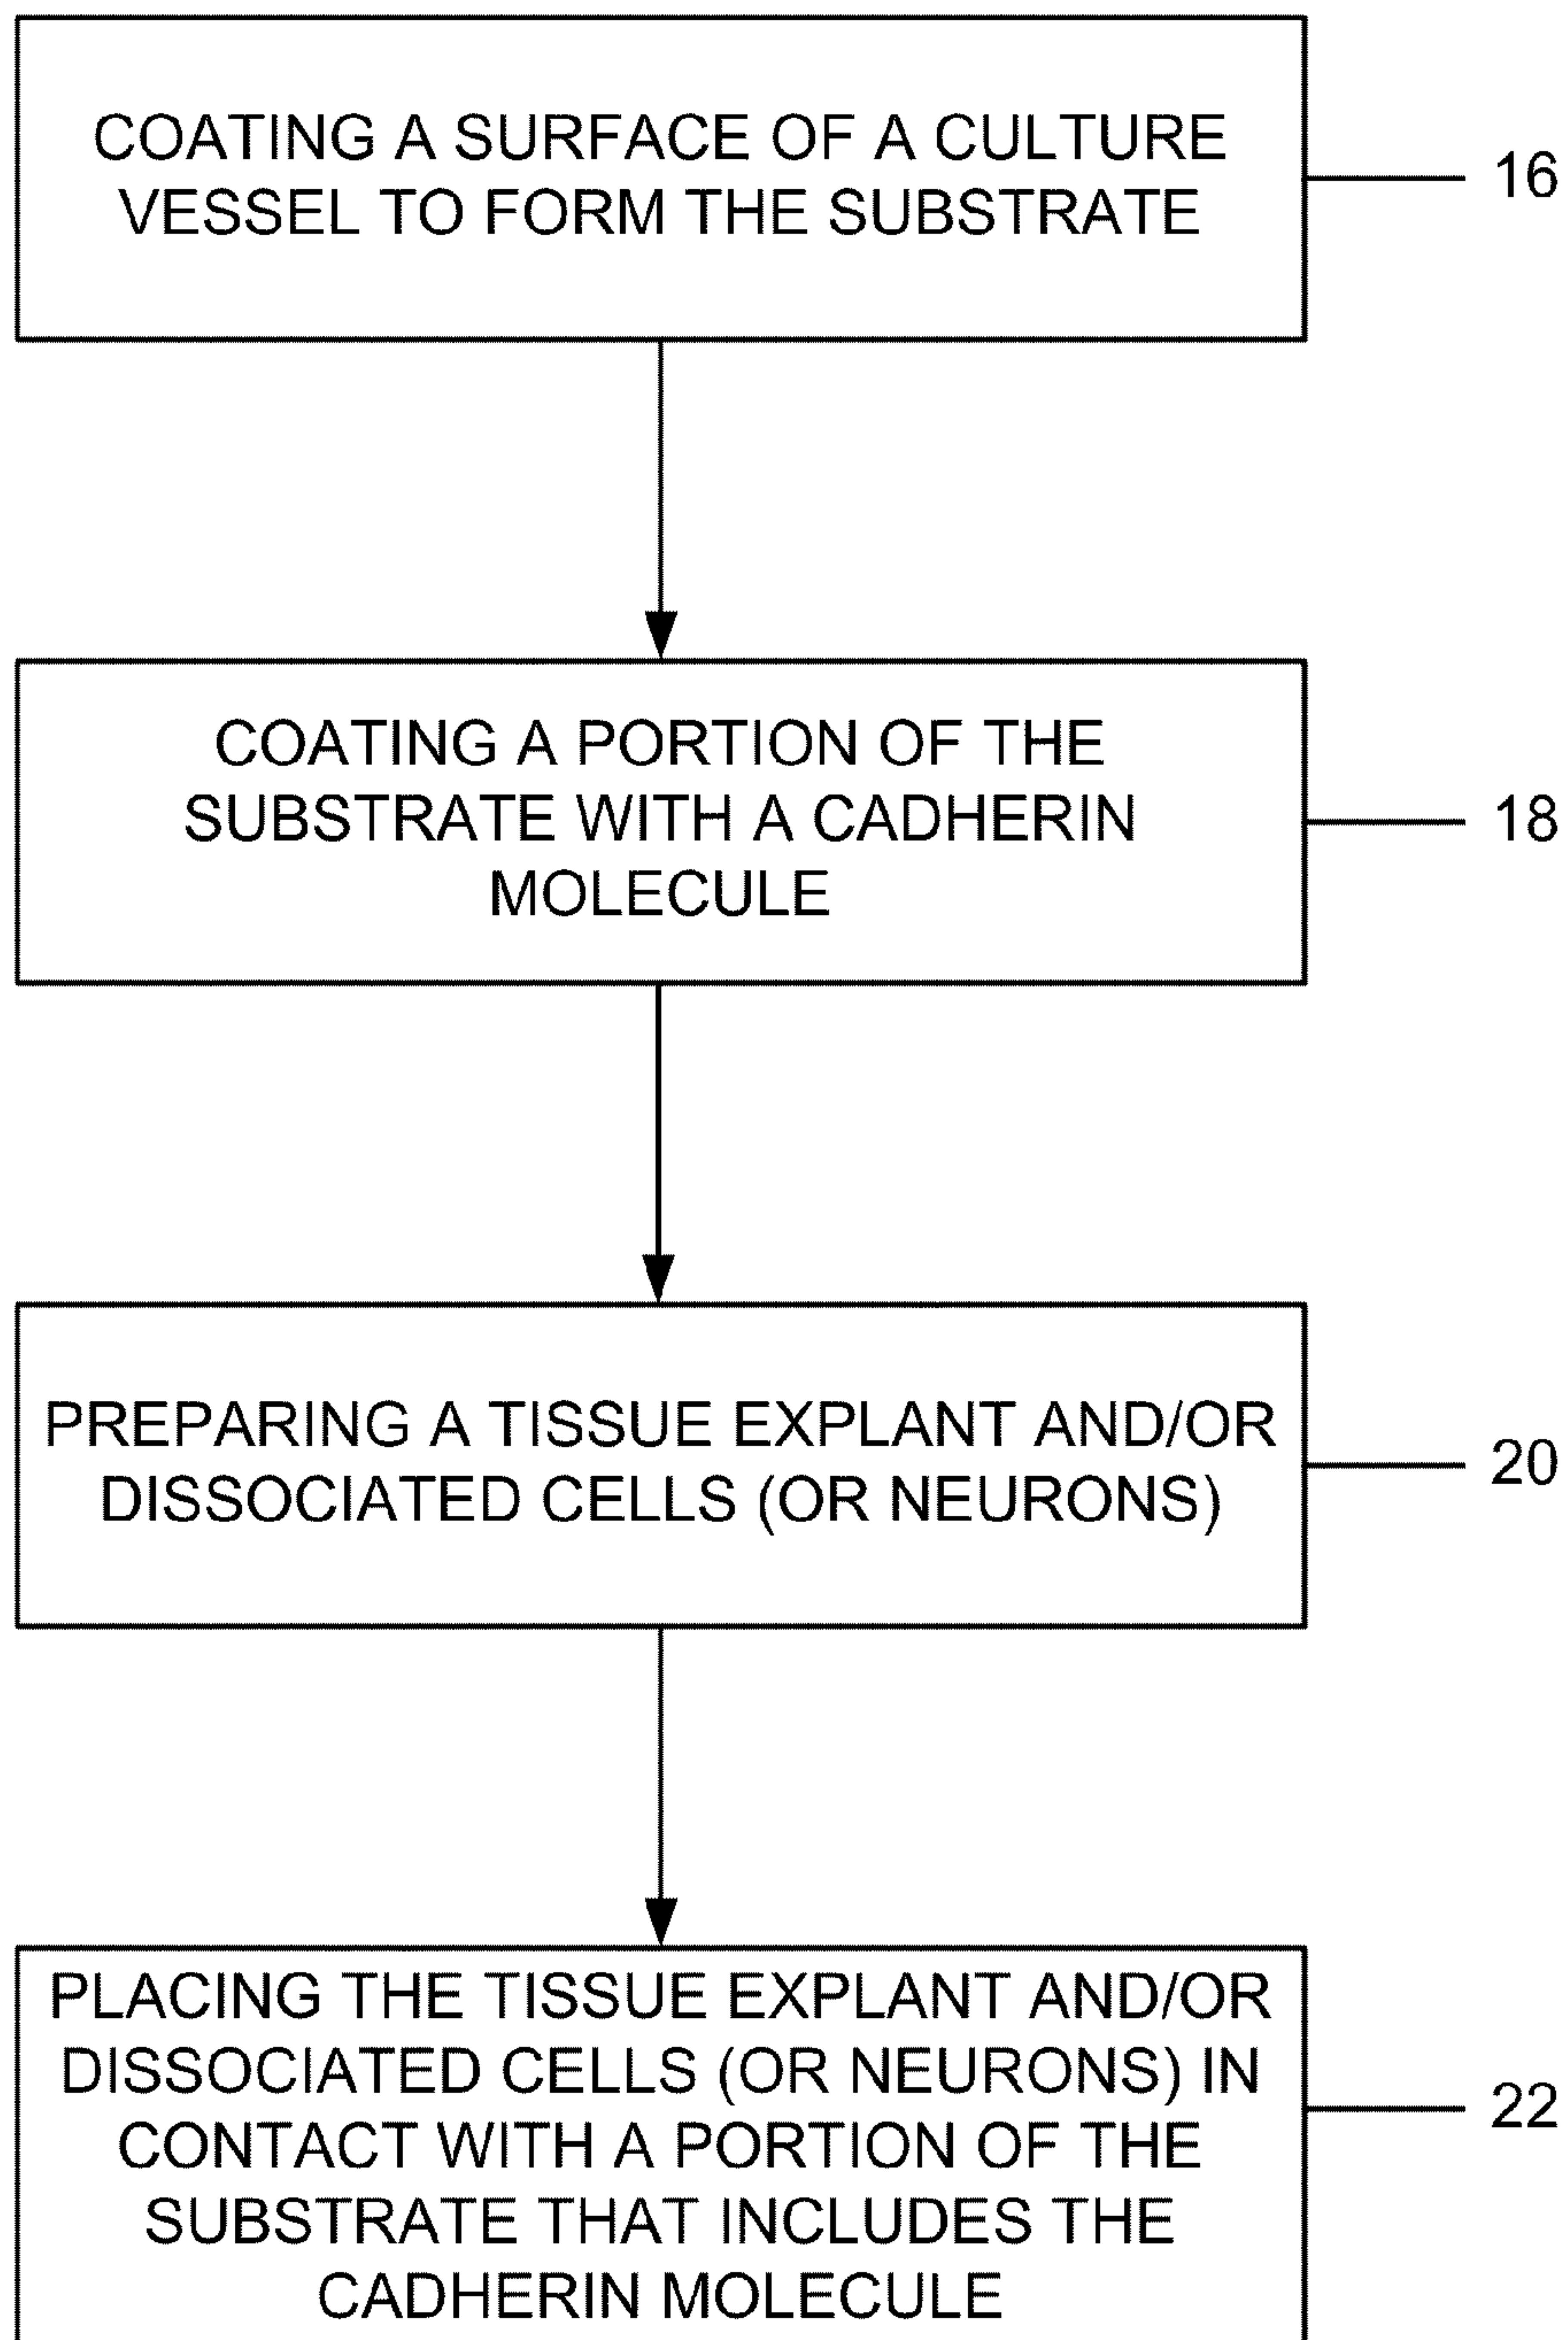 COATING A SURFACE OF A CULTURE
VESSEL TO FORM THE SUBSTRATE
16
COATING A PORTION OF THE
SUBSTRATE WITH A CADHERIN
MOLECULE
18
PREPARING A TISSUE EXPLANT AND/OR
DISSOCIATED CELLS (OR NEURONS)
20
PLACING THE TISSUE EXPLANT AND/OR
DISSOCIATED CELLS (OR NEURONS) IN
CONTACT WITH A PORTION OF THE
SUBSTRATE THAT INCLUDES THE
CADHERIN MOLECULE
22